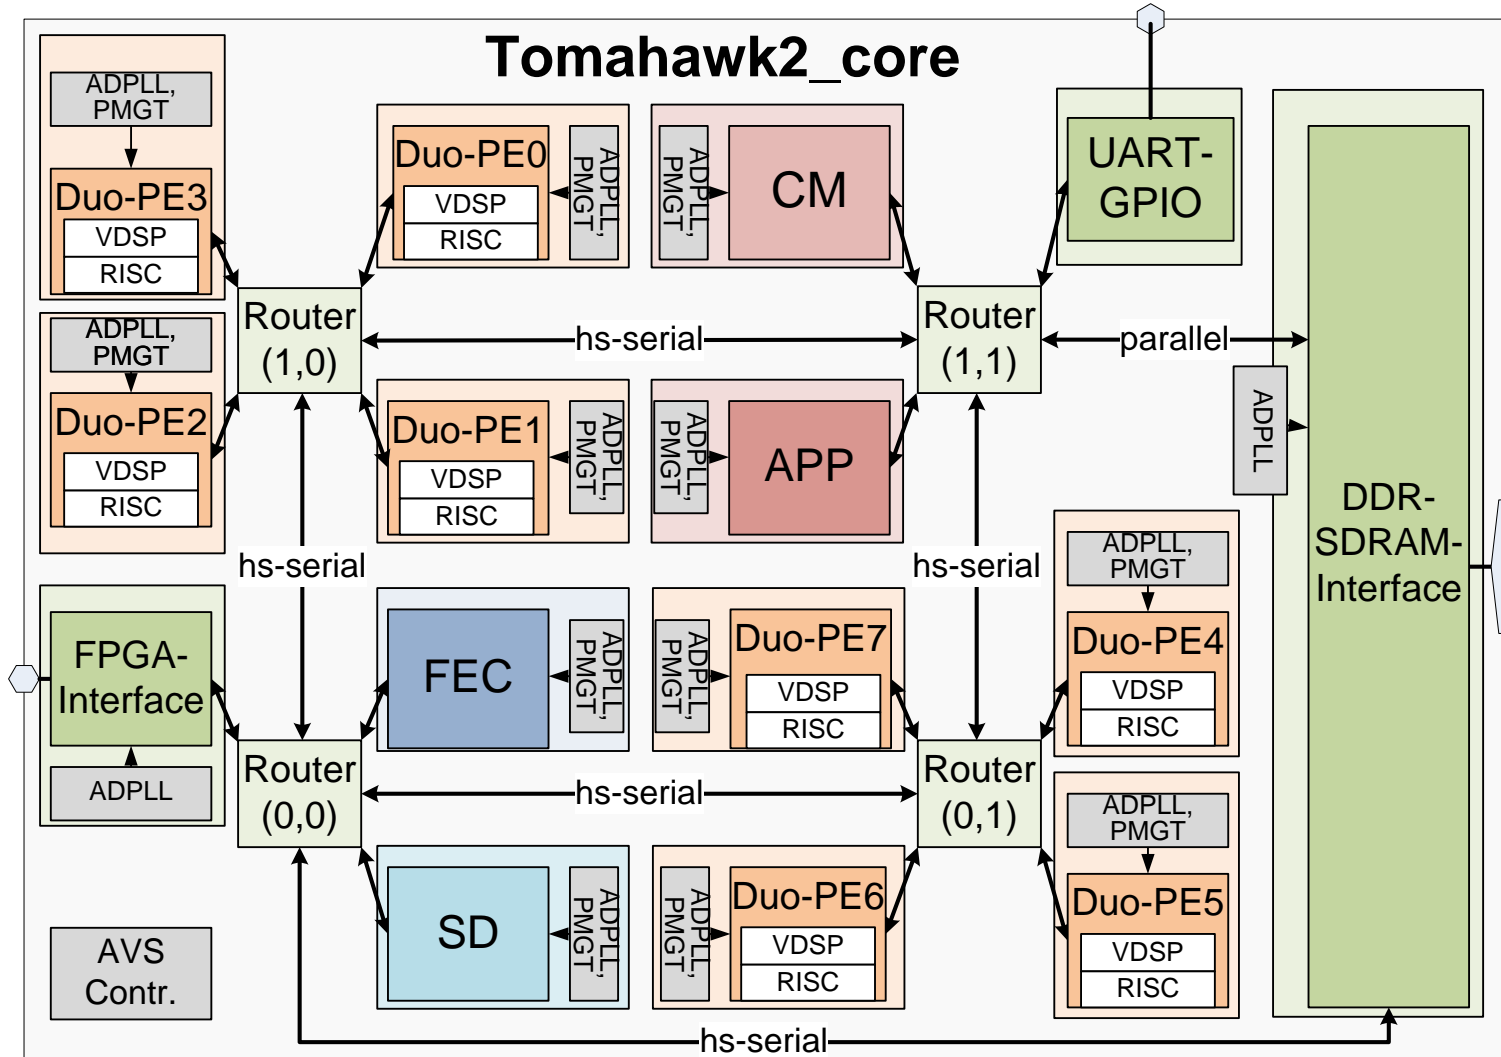 Tomahawk2_core
ADPLL,
PMGT
Duo-PE3
VDSP
RISC
Duo-PE0
VDSP
RISC
ADPLL,
PMGT
ADPLL,
PMGT
CM
UART-
GPIO
Router
(1,0)
hs-serial
Router
(1,1)
parallel
ADPLL,
PMGT
Duo-PE2
VDSP
RISC
Duo-PE1
VDSP
RISC
ADPLL,
PMGT
ADPLL,
PMGT
APP
ADPLL
DDR-
SDRAM-
Interface
hs-serial
hs-serial
ADPLL,
PMGT
Duo-PE4
VDSP
RISC
FPGA-
Interface
ADPLL
FEC
ADPLL,
PMGT
ADPLL,
PMGT
Duo-PE7
VDSP
RISC
Router
(0,0)
hs-serial
Router
(0,1)
ADPLL,
PMGT
Duo-PE5
VDSP
RISC
SD
ADPLL,
PMGT
ADPLL,
PMGT
Duo-PE6
VDSP
RISC
AVS
Contr.
hs-serial